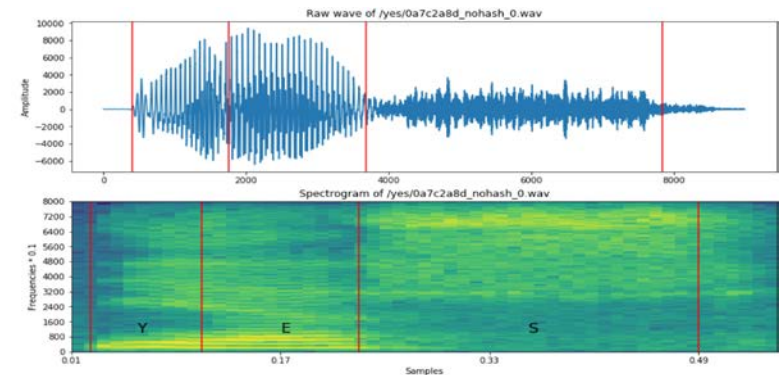 Raw wave of /yes/0a7c2a8d_nohash_0.wav
Amplitude
10000
8000
6000
4000
2000
0
−2000
−4000
−6000
0 2000 4000 6000 8000
Spectrogram of /yes/0a7c2a8d_nohash_0.wav
Frequencies * 0.1
8000
7200
6400
5600
4800
4000
3200
2400
1600
800
0
Y E S
0.01 0.17 0.33 0.49
Samples